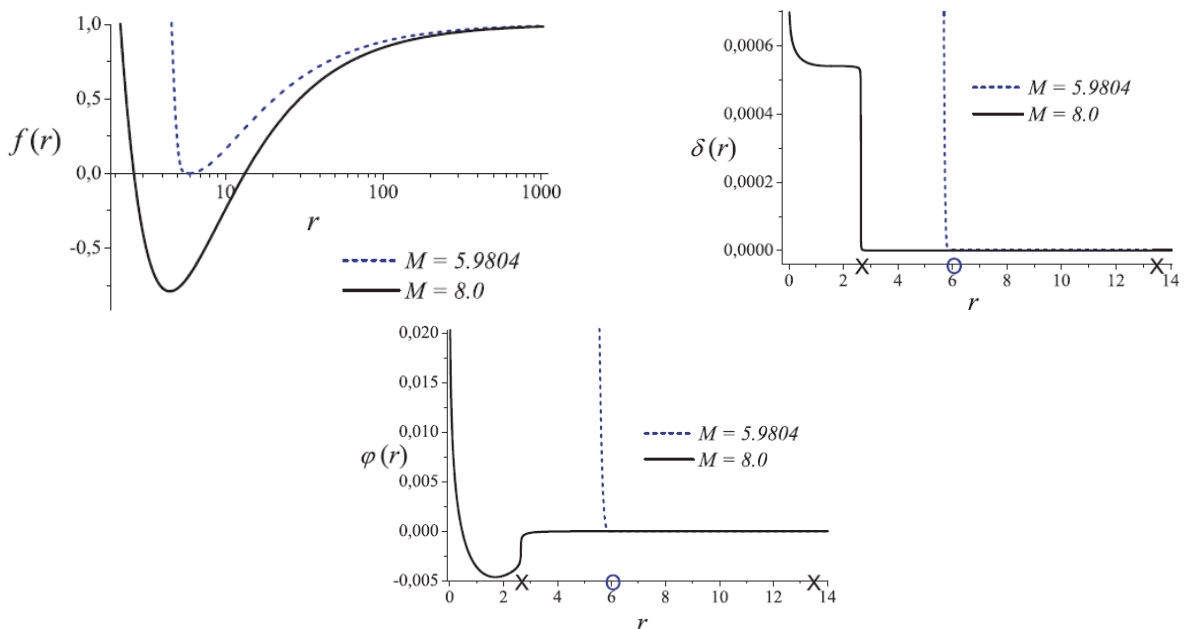 1,0
0,5
f(r)
0,0
10
100
1000
r
-0,5
M = 5.9804
M = 8.0
0,0006
0,0004
δ(r)
0,0002
0,0000
M = 5.9804
M = 8.0
0 2 4 6 8 10 12 14
r
0,020
0,015
0,010
φ(r)
0,005
0,000
-0,005
M = 5.9804
M = 8.0
0 2 4 6 8 10 12 14
r